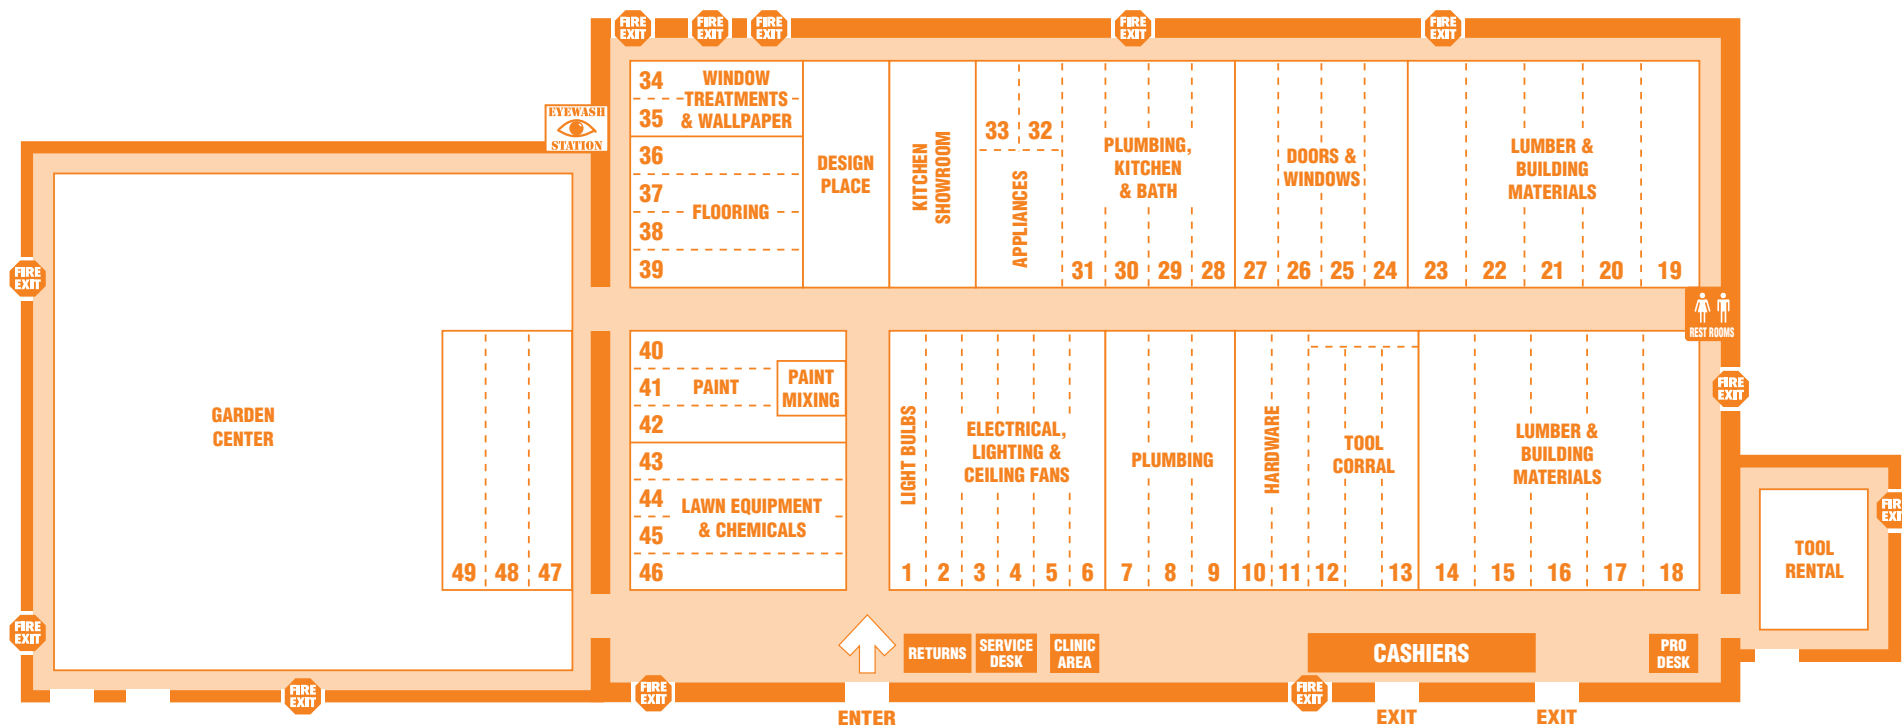 FIRE
EXIT
FIRE
EXIT
FIRE
EXIT
FIRE
EXIT
FIRE
EXIT
EYEWASH
STATION
34
35
WINDOW
TREATMENTS
& WALLPAPER
36
37
38
39
FLOORING
DESIGN
PLACE
KITCHEN
SHOWROOM
33
32
APPLIANCES
PLUMBING,
KITCHEN
& BATH
31
30
29
28
DOORS &
WINDOWS
27
26
25
24
LUMBER &
BUILDING
MATERIALS
23
22
21
20
19
REST ROOMS
FIRE
EXIT
FIRE
EXIT
GARDEN
CENTER
49
48
47
FIRE
EXIT
FIRE
EXIT
40
41
42
PAINT
PAINT
MIXING
43
44
45
46
LAWN EQUIPMENT
& CHEMICALS
LIGHT BULBS
ELECTRICAL,
LIGHTING &
CEILING FANS
1
2
3
4
5
6
PLUMBING
7
8
9
HARDWARE
TOOL
CORRAL
10
11
12
13
LUMBER &
BUILDING
MATERIALS
14
15
16
17
18
FIRE
EXIT
TOOL
RENTAL
RETURNS
SERVICE
DESK
CLINIC
AREA
CASHIERS
PRO
DESK
FIRE
EXIT
FIRE
EXIT
ENTER
EXIT
EXIT